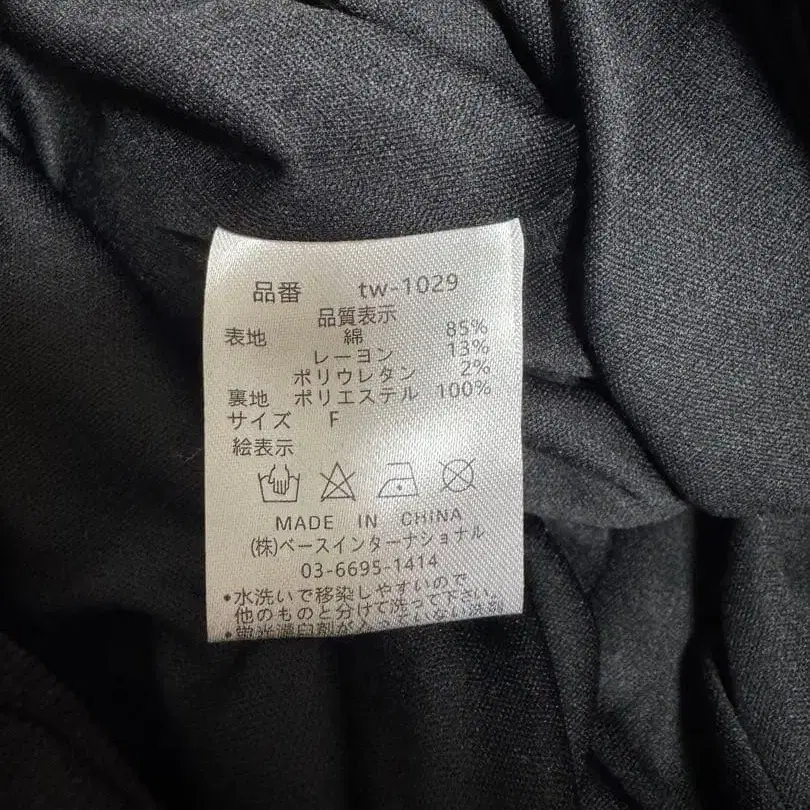 品番 tw-1029
品質表示
表地 綿 85%
レーヨン 13%
ポリウレタン 2%
裏地 ポリエステル 100%
サイズ F
絵表示
MADE IN CHINA
(株)ベースインターナショナル
03-6695-1414
•水洗いで移染しやすいので
他のものと分けて洗って下さい。